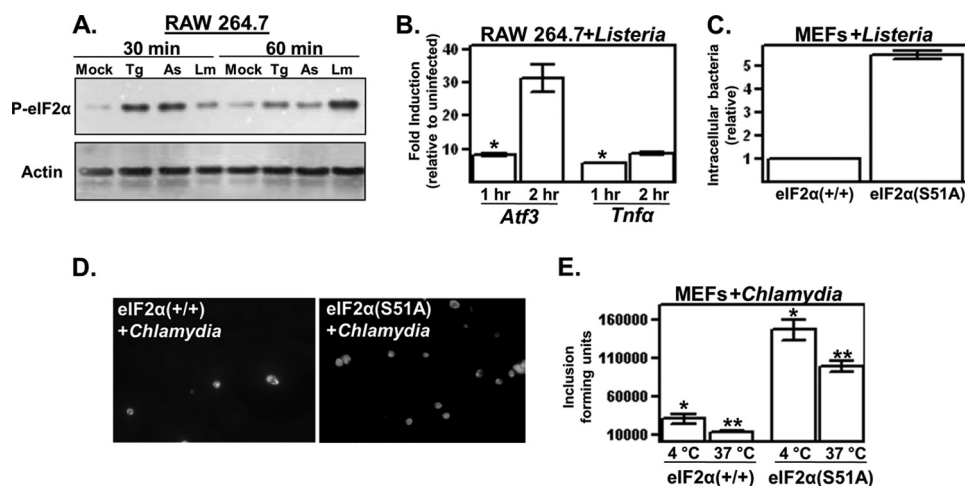 A.
RAW 264.7
30 min 60 min
Mock Tg As Lm Mock Tg As Lm
P-eIF2α
Actin
B.
RAW 264.7+Listeria
Fold Induction
(relative to uninfected)
40
30
20
10
*
*
1 hr 2 hr 1 hr 2 hr
Atf3 Tnfα
C.
MEFs+Listeria
Intracellular bacteria
(relative)
5
4
3
2
1
eIF2α(+/+) eIF2α(S51A)
D.
eIF2α(+/+)
+Chlamydia
eIF2α(S51A)
+Chlamydia
E.
MEFs+Chlamydia
Inclusion
forming units
160000
110000
60000
10000
*
**
*
**
4 °C 37 °C 4 °C 37 °C
eIF2α(+/+) eIF2α(S51A)